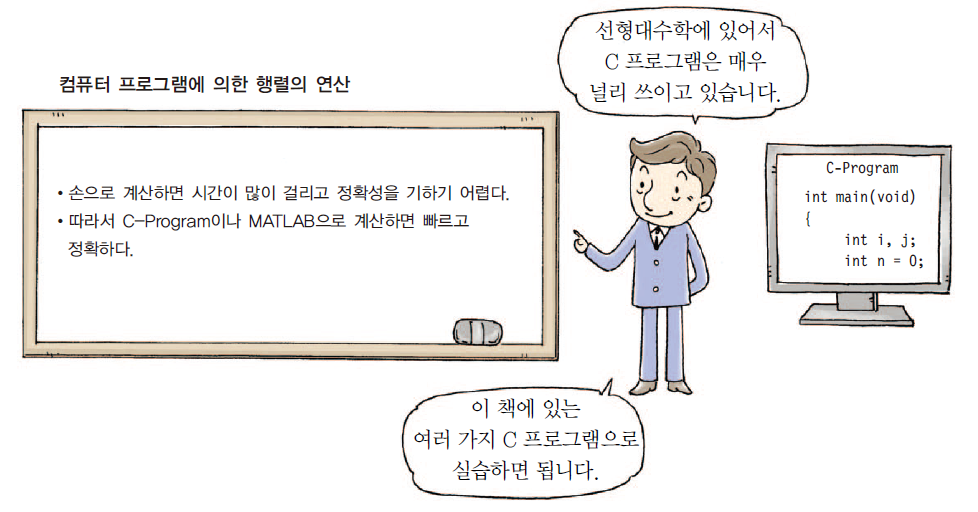 컴퓨터 프로그램에 의한 행렬의 연산
선형대수학에 있어서
C 프로그램은 매우
널리 쓰이고 있습니다.
• 손으로 계산하면 시간이 많이 걸리고 정확성을 기하기 어렵다.
• 따라서 C-Program이나 MATLAB으로 계산하면 빠르고
정확하다.
C-Program
int main(void)
{
int i, j;
int n = 0;
이 책에 있는
여러 가지 C 프로그램으로
실습하면 됩니다.